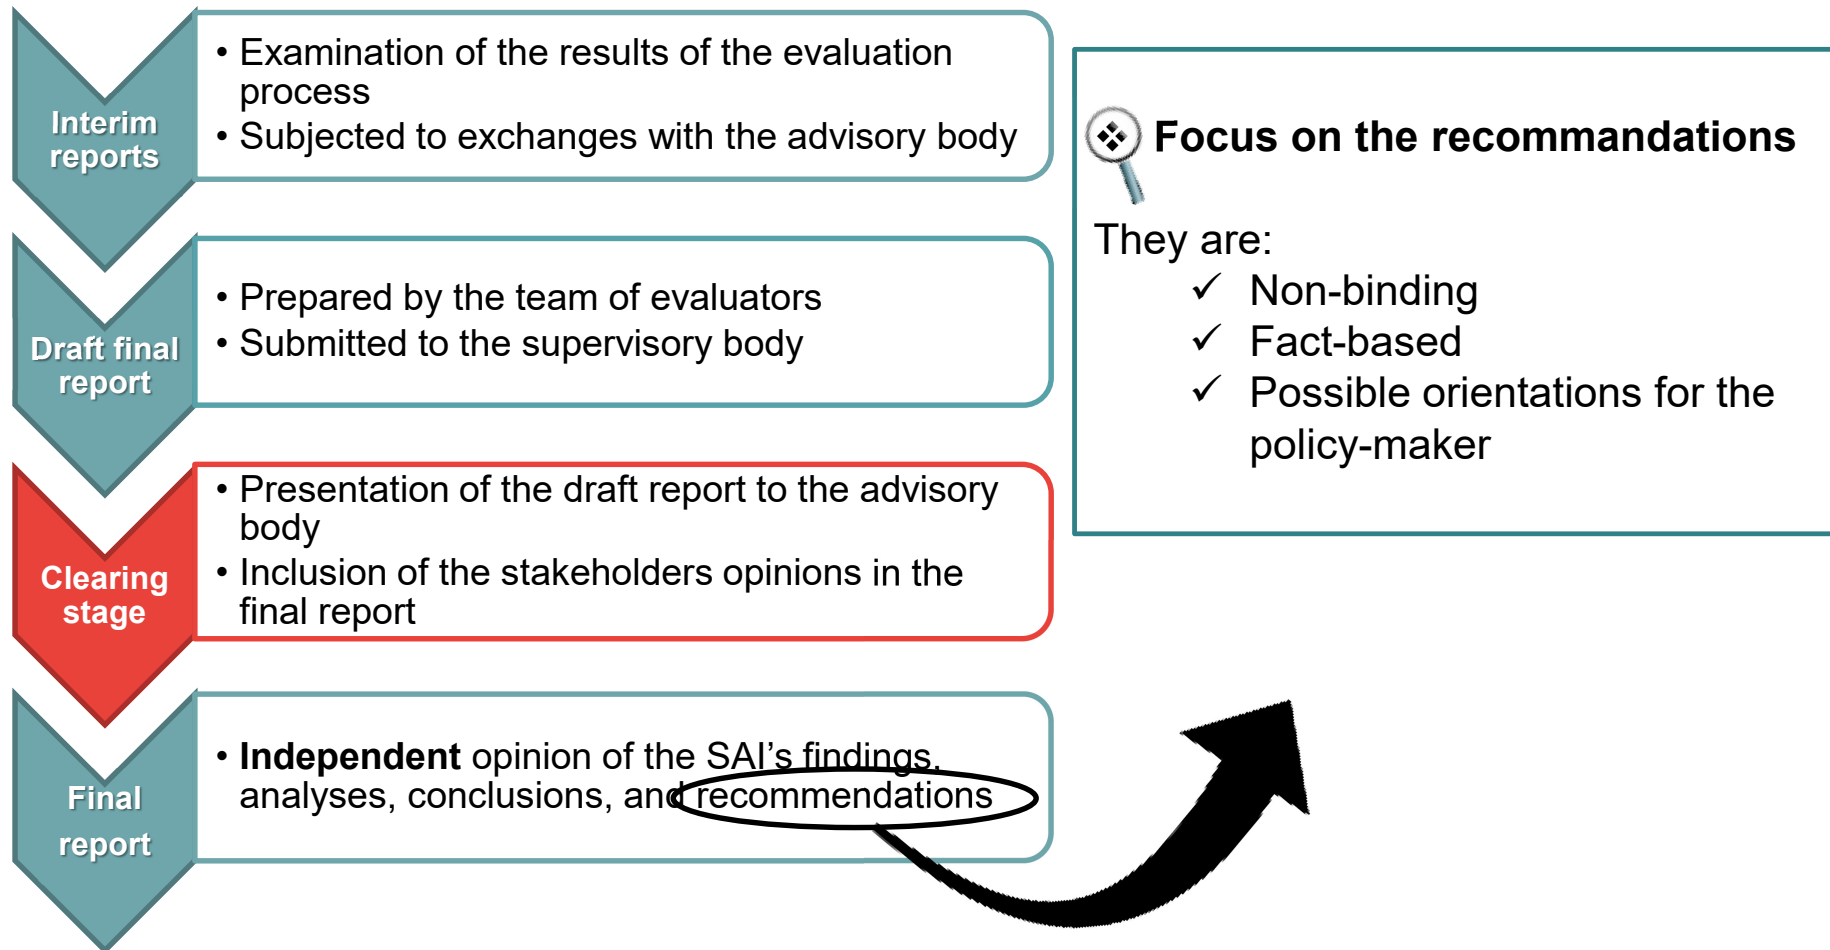 Interim
reports
• Examination of the results of the evaluation
process
• Subjected to exchanges with the advisory body
Draft final
report
• Prepared by the team of evaluators
• Submitted to the supervisory body
Clearing
stage
• Presentation of the draft report to the advisory
body
• Inclusion of the stakeholders opinions in the
final report
Final
report
• Independent opinion of the SAI’s findings,
analyses, conclusions, and recommendations
❖ Focus on the recommandations
They are:
✓ Non-binding
✓ Fact-based
✓ Possible orientations for the
policy-maker